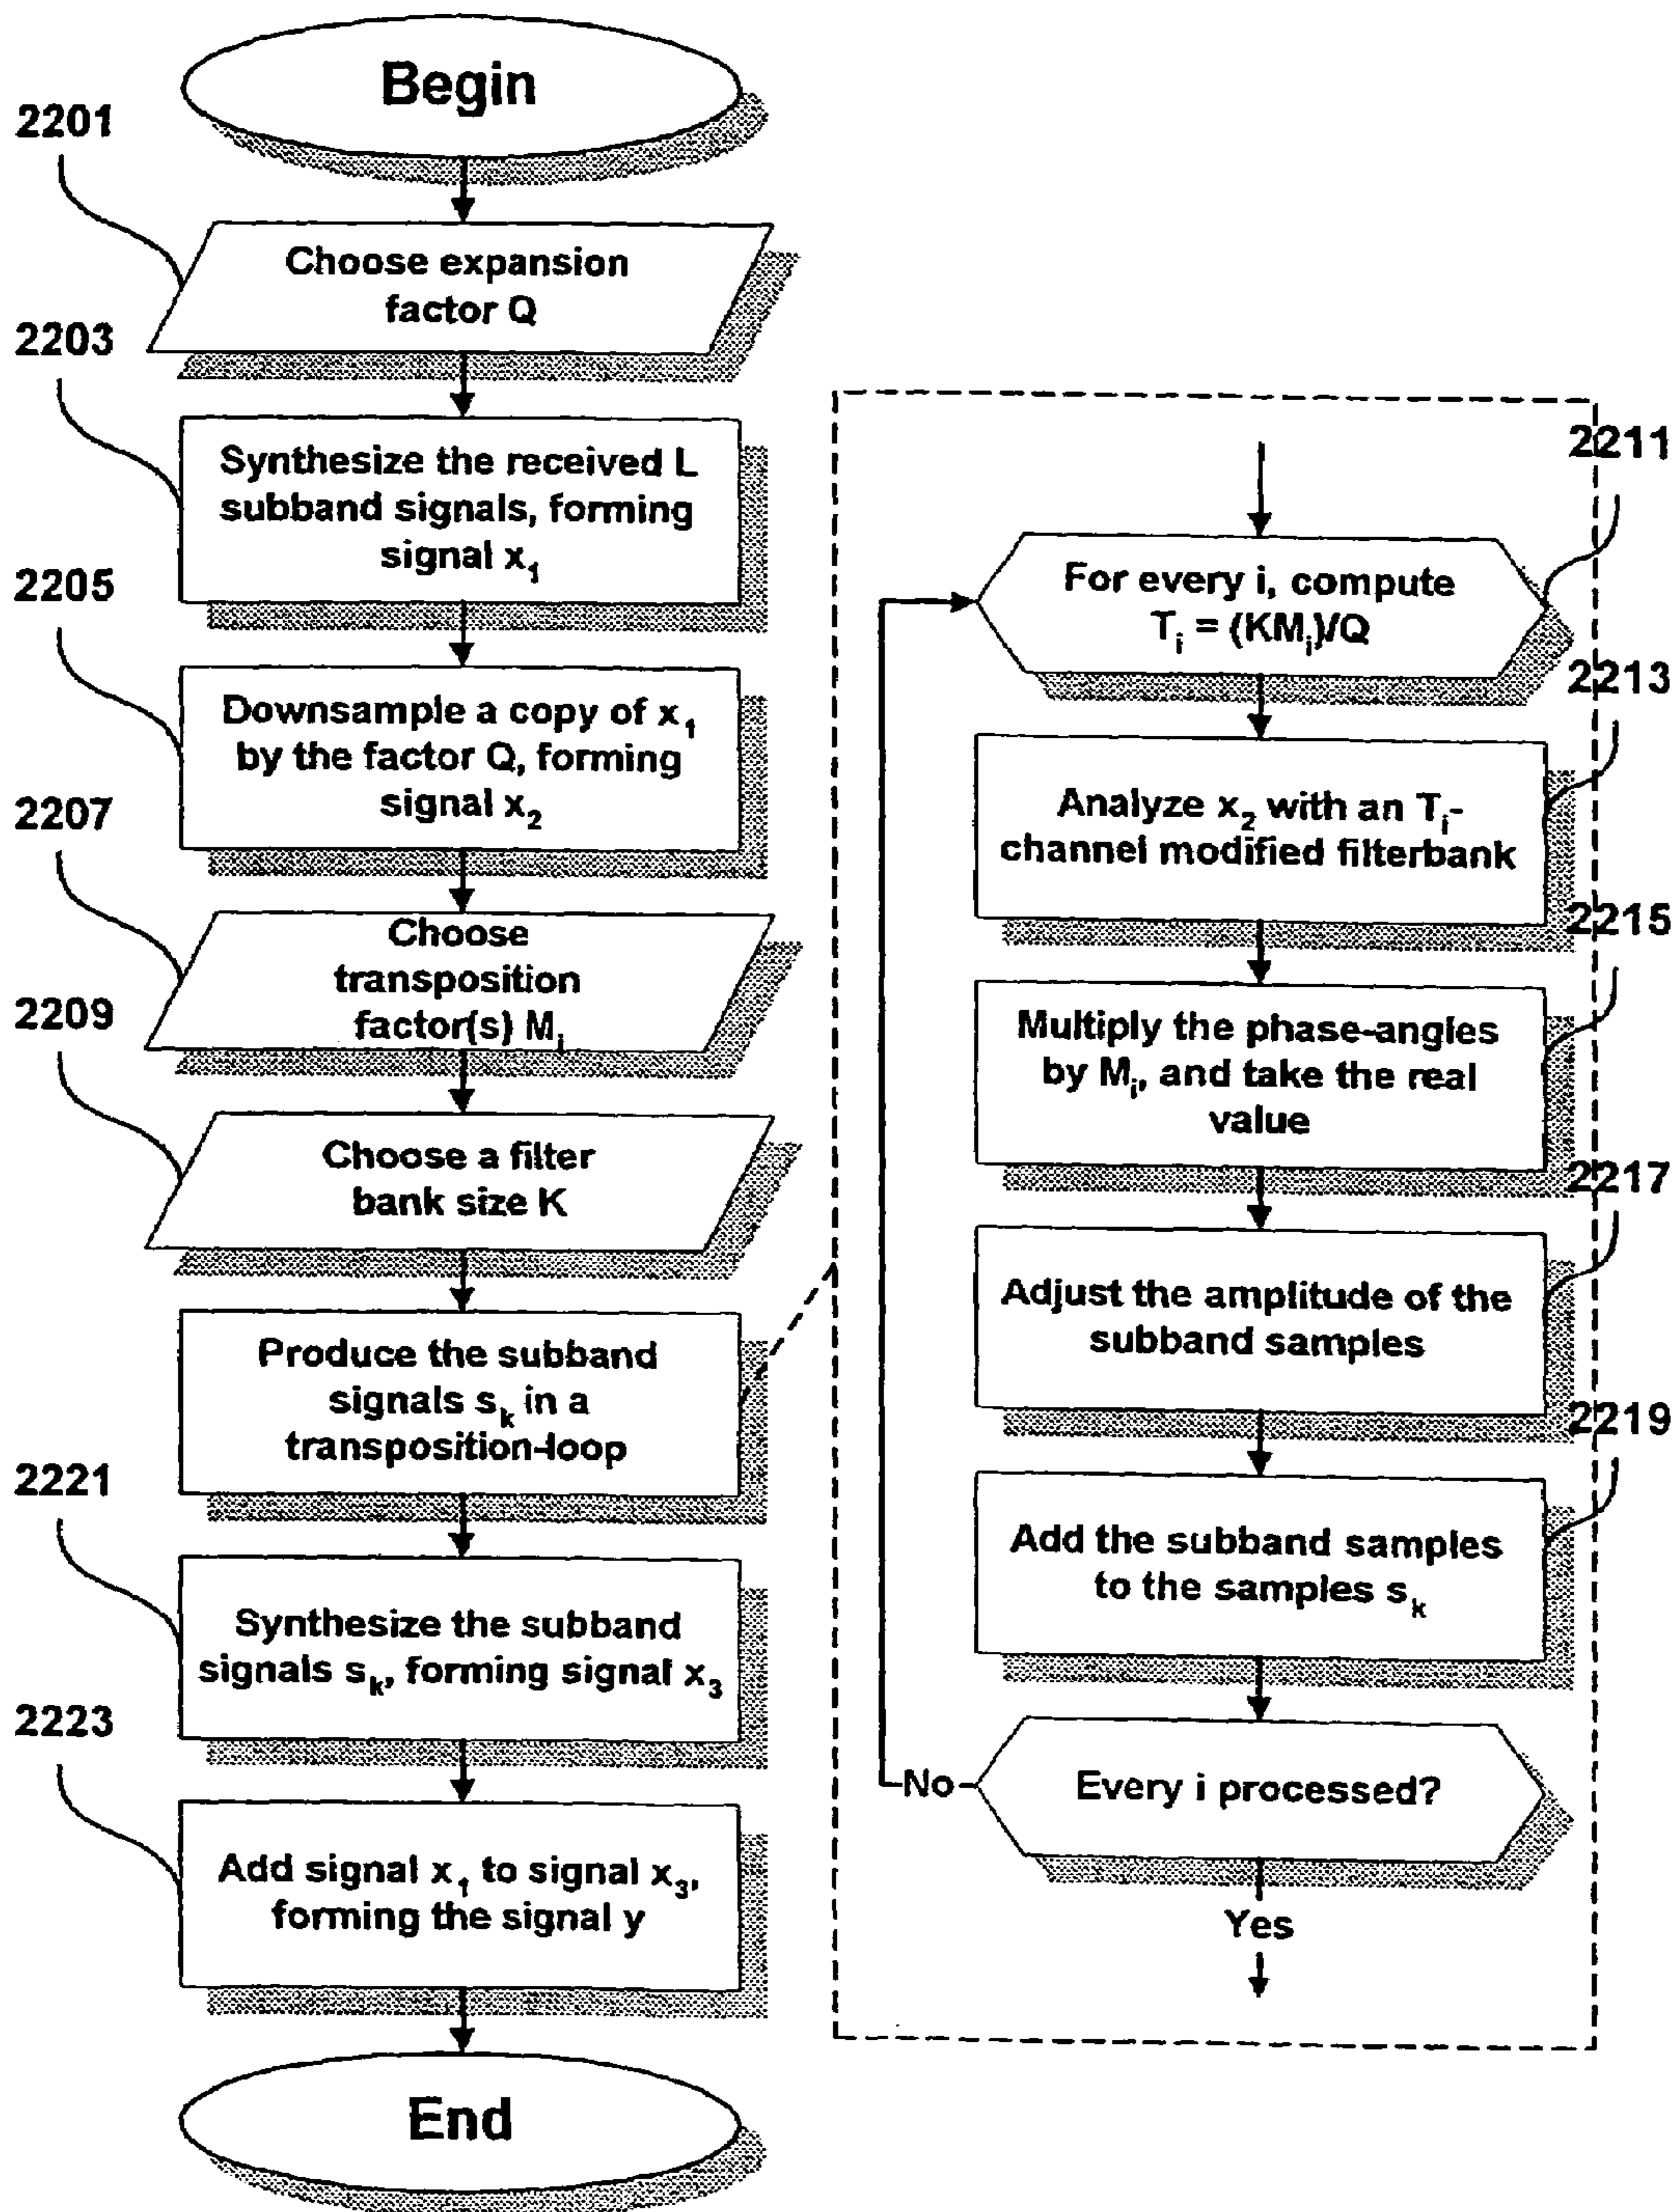 Begin
2201
Choose expansion
factor Q
2203
Synthesize the received L
subband signals, forming
signal x₁
2205
Downsample a copy of x₁
by the factor Q, forming
signal x₂
2207
Choose
transposition
factor(s) Mᵢ
2209
Choose a filter
bank size K
Produce the subband
signals sₖ in a
transposition-loop
2221
Synthesize the subband
signals sₖ, forming signal x₃
2223
Add signal x₁ to signal x₃,
forming the signal y
End
2211
For every i, compute
Tᵢ = (KMᵢ)/Q
2213
Analyze x₂ with an Tᵢ-
channel modified filterbank
2215
Multiply the phase-angles
by Mᵢ, and take the real
value
2217
Adjust the amplitude of the
subband samples
2219
Add the subband samples
to the samples sₖ
Every i processed?
No
Yes